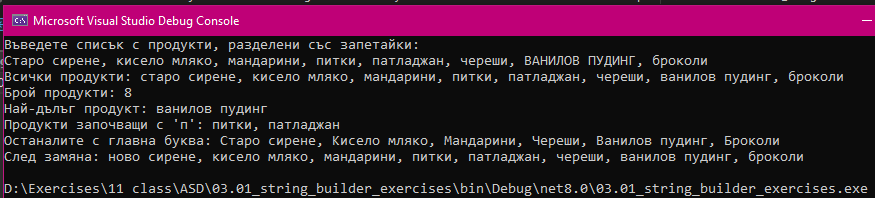 Microsoft Visual Studio Debug Console
Въведете списък с продукти, разделени със запетайки:
Старо сирене, кисело мляко, мандарини, питки, патладжан, череши, ВАНИЛОВ ПУДИНГ, броколи
Всички продукти: старо сирене, кисело мляко, мандарини, питки, патладжан, череши, ванилов пудинг, броколи
Брой продукти: 8
Най-дълъг продукт: ванилов пудинг
Продукти започващи с 'п': питки, патладжан
Останалите с главна буква: Старо сирене, Кисело мляко, Мандарини, Череши, Ванилов пудинг, Броколи
След замяна: ново сирене, кисело мляко, мандарини, питки, патладжан, череши, ванилов пудинг, броколи
D:\Exercises\11 class\ASD\03.01_string_builder_exercises\bin\Debug\net8.0\03.01_string_builder_exercises.exe